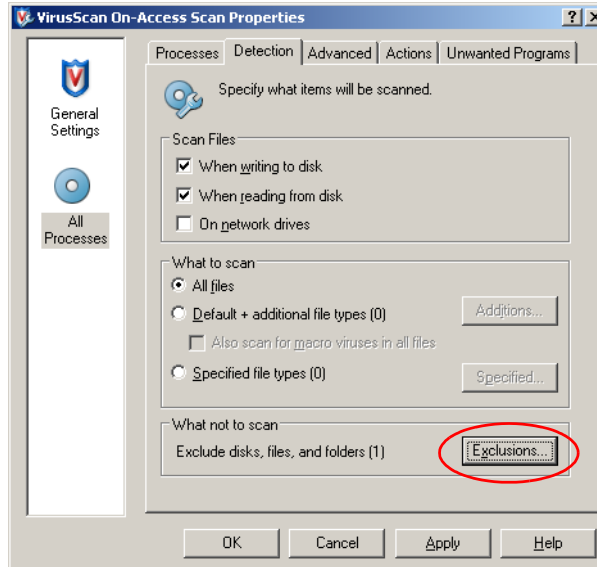 VirusScan On-Access Scan Properties
General
Settings
All
Processes
Processes Detection Advanced Actions Unwanted Programs
Specify what items will be scanned.
Scan Files
When writing to disk
When reading from disk
On network drives
What to scan
All files
Default + additional file types (0)
Additions...
Also scan for macro viruses in all files
Specified file types (0)
Specified...
What not to scan
Exclude disks, files, and folders (1)
Exclusions...
OK Cancel Apply Help